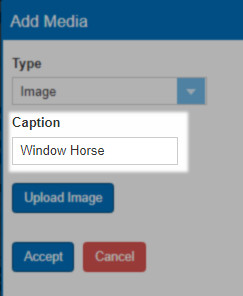 Add Media
Type
Image
Caption
Window Horse
Upload Image
Accept Cancel